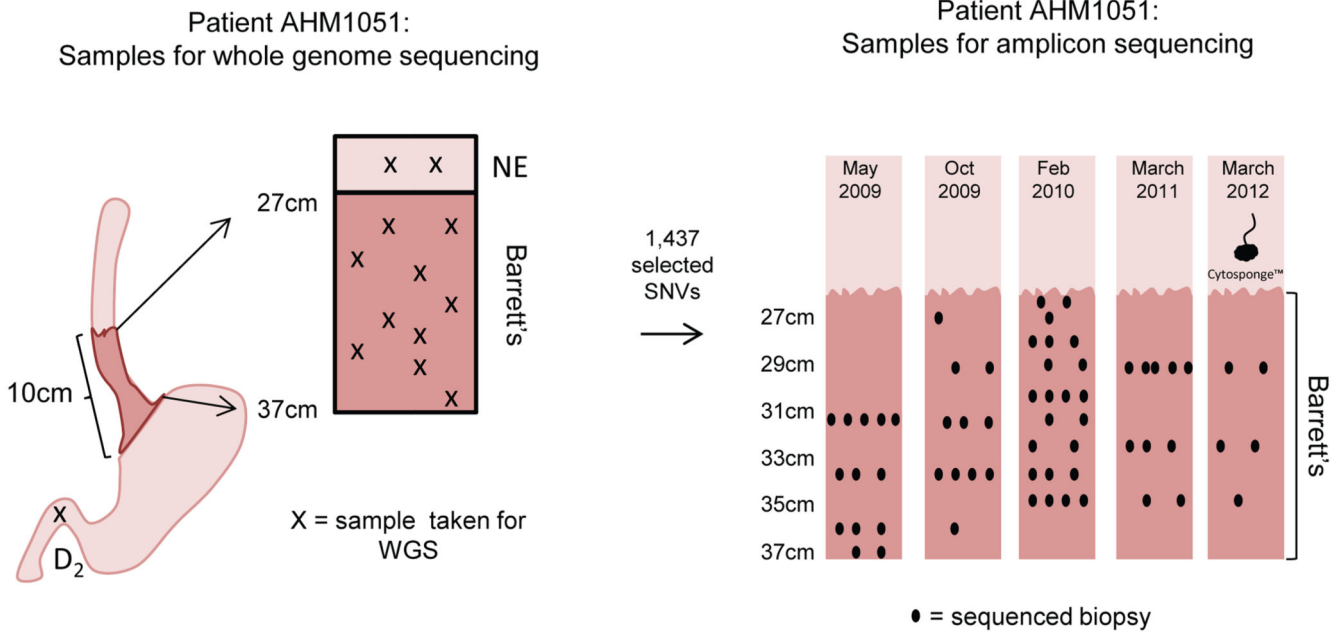 Patient AHM1051:
Samples for whole genome sequencing
X X
NE
27cm
X X
X
X
X
X
X
X
X
X
Barrett's
10cm
37cm
X
D2
X = sample taken for
WGS
1,437
selected
SNVs
Patient AHM1051:
Samples for amplicon sequencing
May
2009
Oct
2009
Feb
2010
March
2011
March
2012
Cytosponge™
27cm
29cm
31cm
33cm
35cm
37cm
Barrett's
= sequenced biopsy